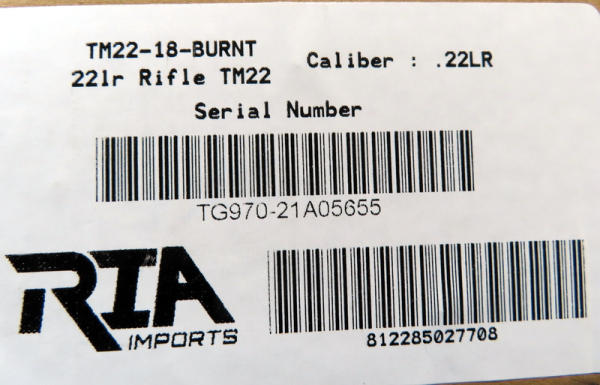 TM22-18-BURNT
22lr Rifle TM22
Caliber : .22LR
Serial Number
TG970-21A05655
RIA
IMPORTS
812285027708